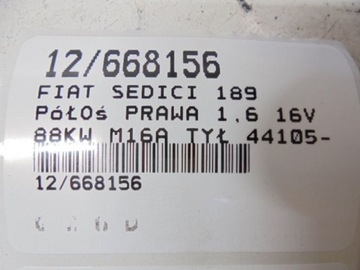 12/668156
FIAT SEDICI 189
PółOś PRAWA 1,6 16V
88KW M16A TYŁ 44105-
12/668156